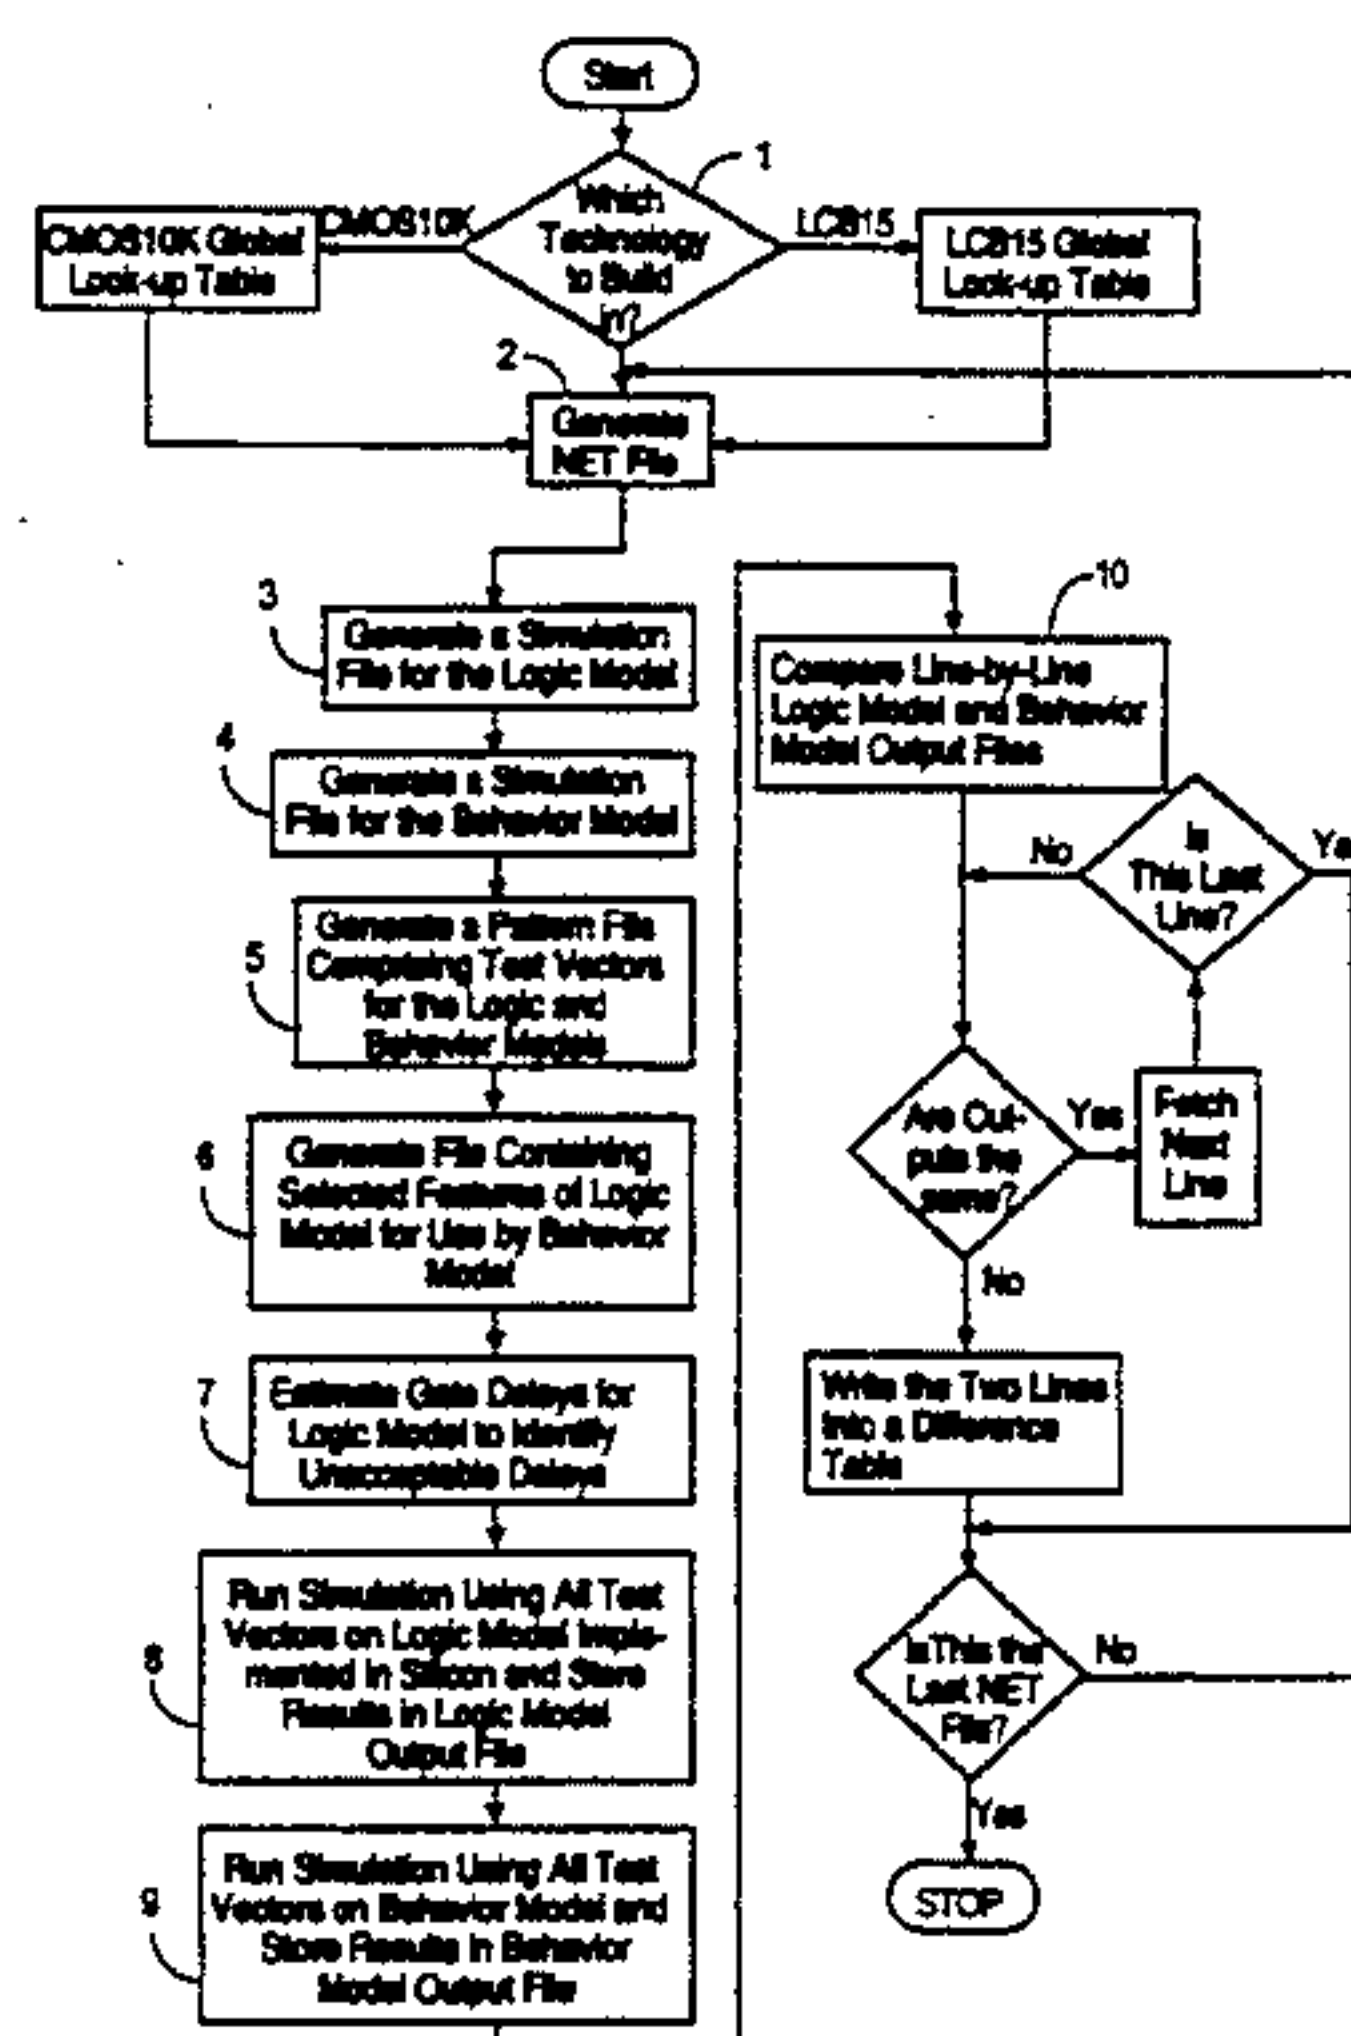 Start
1
Which
Technology
to Build
in?
CMOS10K
LCB15
CMOS10K Global
Look-up Table
LCB15 Global
Look-up Table
2
Generate
NET File
3
Generate a Simulation
File for the Logic Model
4
Generate a Simulation
File for the Behavior Model
5
Generate a Pattern File
Comprising Test Vectors
for the Logic and
Behavior Models
6
Generate File Containing
Selected Features of Logic
Model for Use by Behavior
Model
7
Estimate Gate Delays for
Logic Model to Identify
Unacceptable Delays
8
Run Simulation Using All Test
Vectors on Logic Model Imple-
mented in Silicon and Store
Results in Logic Model
Output File
9
Run Simulation Using All Test
Vectors on Behavior Model and
Store Results in Behavior
Model Output File
10
Compare Line-by-Line
Logic Model and Behavior
Model Output Files
No
Is
This Last
Line?
Ye
Are Out-
puts the
same?
Yes
Fetch
Next
Line
No
Write the Two Lines
Into a Difference
Table
Is This the
Last NET
File?
No
Yes
STOP